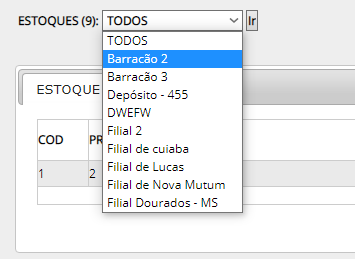 ESTOQUES (9): TODOS Ir
TODOS
Barracão 2
Barracão 3
Depósito - 455
DWEFW
Filial 2
Filial de cuiaba
Filial de Lucas
Filial de Nova Mutum
Filial Dourados - MS
ESTOQUE
COD PR
1 2